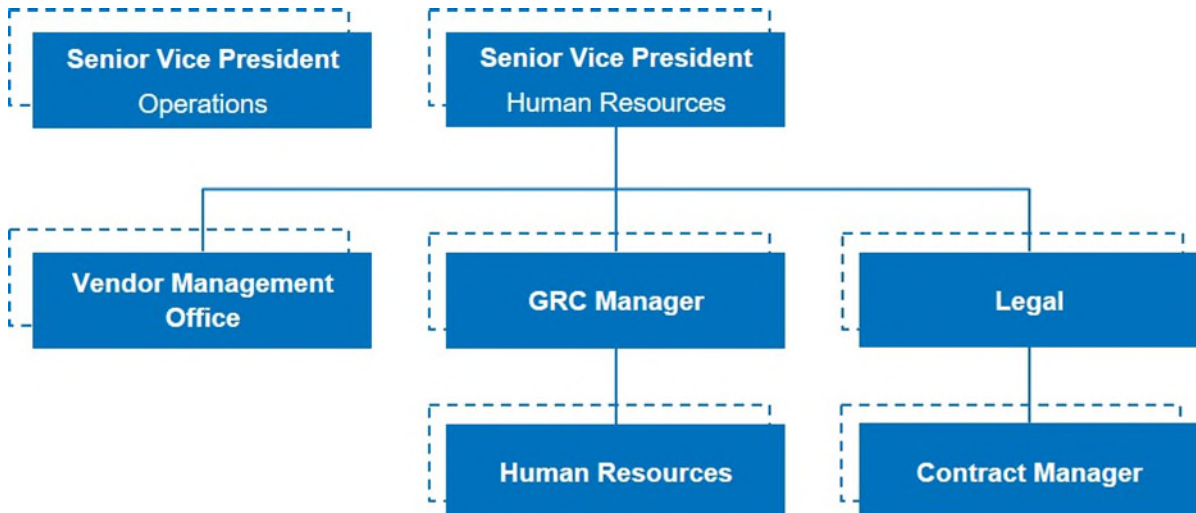 Senior Vice President
Operations
Senior Vice President
Human Resources
Vendor Management
Office
GRC Manager
Legal
Human Resources
Contract Manager